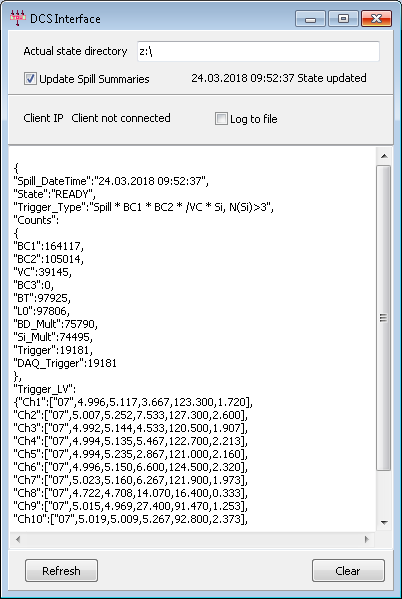 DCS Interface
Actual state directory z:\
Update Spill Summaries 24.03.2018 09:52:37 State updated
Client IP Client not connected Log to file
{
"Spill_DateTime":"24.03.2018 09:52:37",
"State":"READY",
"Trigger_Type":"Spill * BC1 * BC2 * /VC * Si, N(Si)>3",
"Counts":
{
"BC1":164117,
"BC2":105014,
"VC":39145,
"BC3":0,
"BT":97925,
"L0":97806,
"BD_Mult":75790,
"Si_Mult":74495,
"Trigger":19181,
"DAQ_Trigger":19181
},
"Trigger_LV":
{"Ch1":["07",4.996,5.117,3.667,123.300,1.720],
"Ch2":["07",5.007,5.252,7.533,127.300,2.600],
"Ch3":["07",4.992,5.144,4.533,120.500,1.907],
"Ch4":["07",4.994,5.135,5.467,122.700,2.213],
"Ch5":["07",4.994,5.235,2.867,121.000,2.160],
"Ch6":["07",4.996,5.150,6.600,124.500,2.320],
"Ch7":["07",5.023,5.160,6.267,121.900,1.973],
"Ch8":["07",4.722,4.708,14.070,16.400,0.333],
"Ch9":["07",5.015,4.969,27.400,91.470,1.253],
"Ch10":["07",5.019,5.009,5.267,92.800,2.373],
Refresh Clear